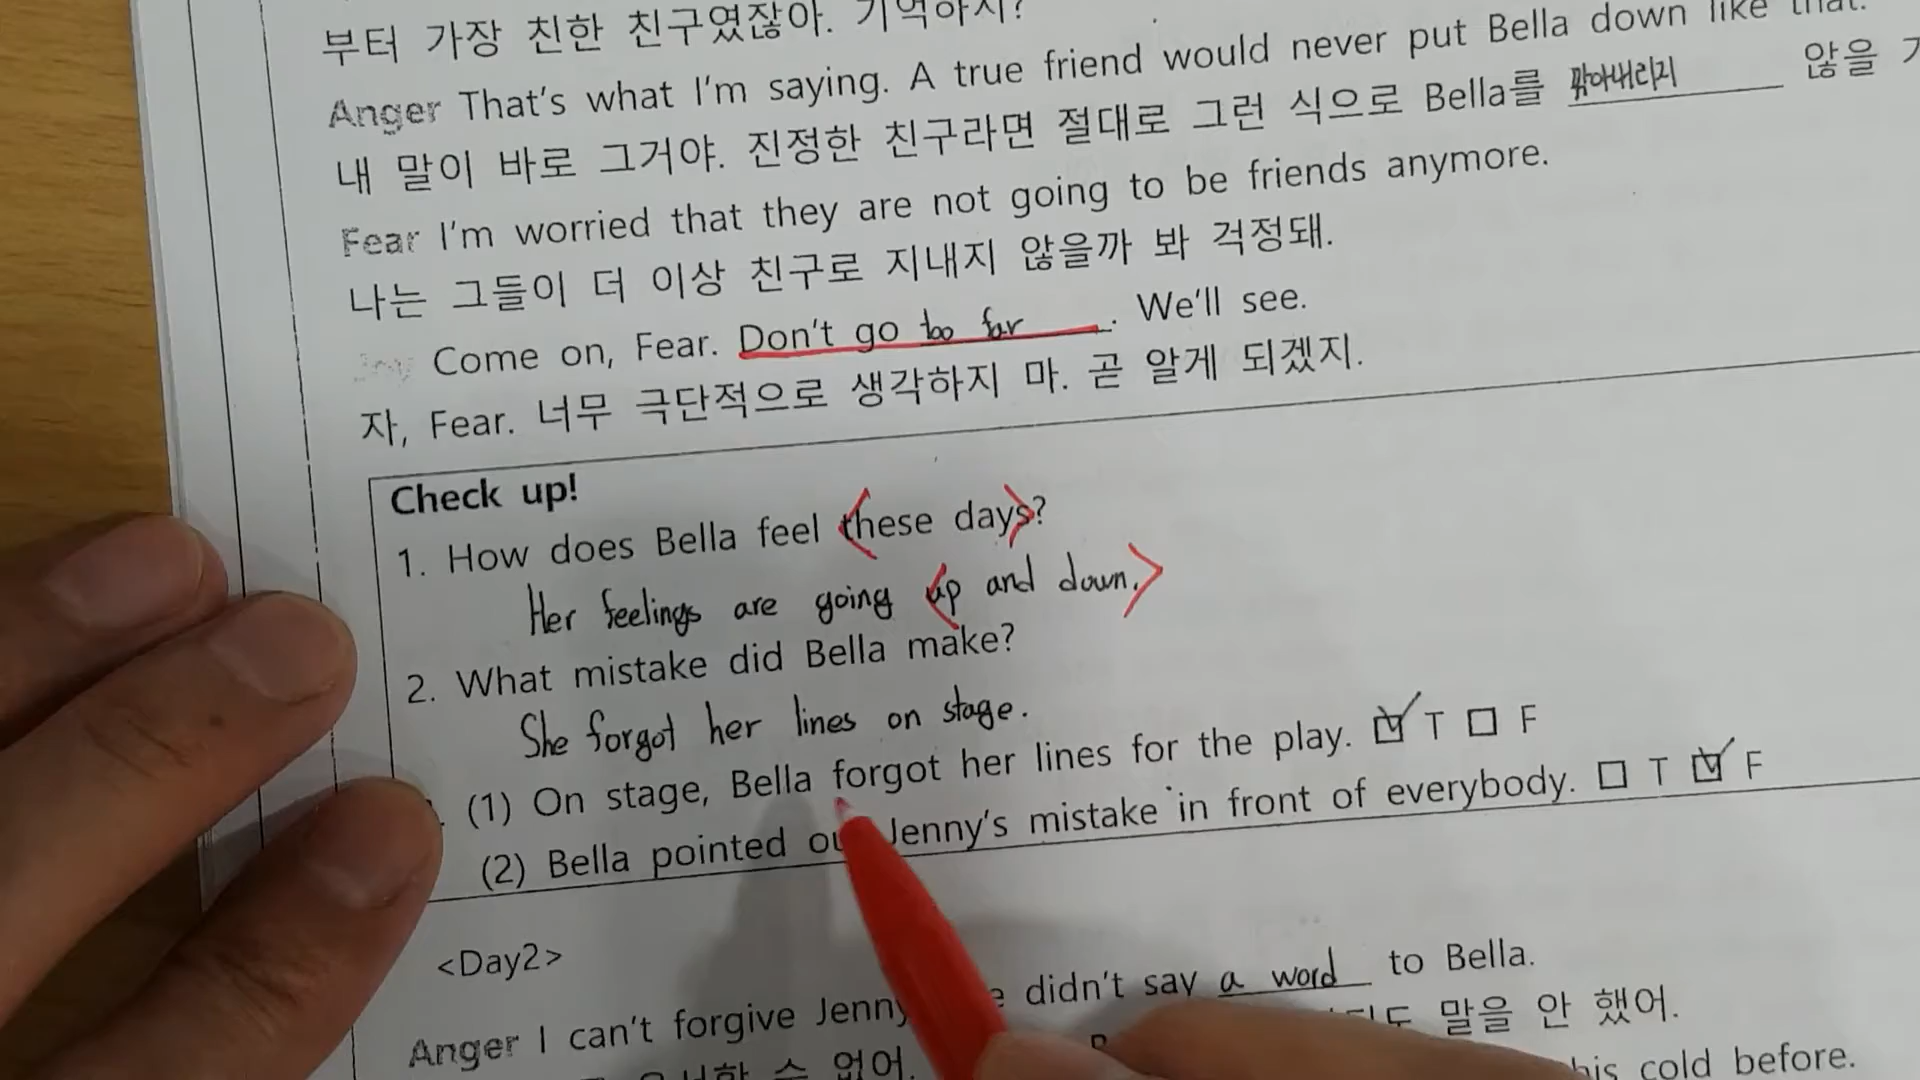 부터 가장 친한 친구였잖아. 기억하지?
Anger That's what I'm saying. A true friend would never put Bella down like that.
내 말이 바로 그거야. 진정한 친구라면 절대로 그런 식으로 Bella를 깎아내리지 않을
Fear I'm worried that they are not going to be friends anymore.
나는 그들이 더 이상 친구로 지내지 않을까 봐 걱정돼.
Joy Come on, Fear. Don't go too far. We'll see.
자, Fear. 너무 극단적으로 생각하지 마. 곧 알게 되겠지.
Check up!
1. How does Bella feel <these days>?
Her feelings are going <up and down.>
2. What mistake did Bella make?
She forgot her lines on stage.
(1) On stage, Bella forgot her lines for the play. ☑ T □ F
(2) Bella pointed Jenny's mistake in front of everybody. □ T ☑ F
<Day2>
Anger I can't forgive Jenny didn't say a word to Bella.
수 없어. 말을 안 했어.
cold before.